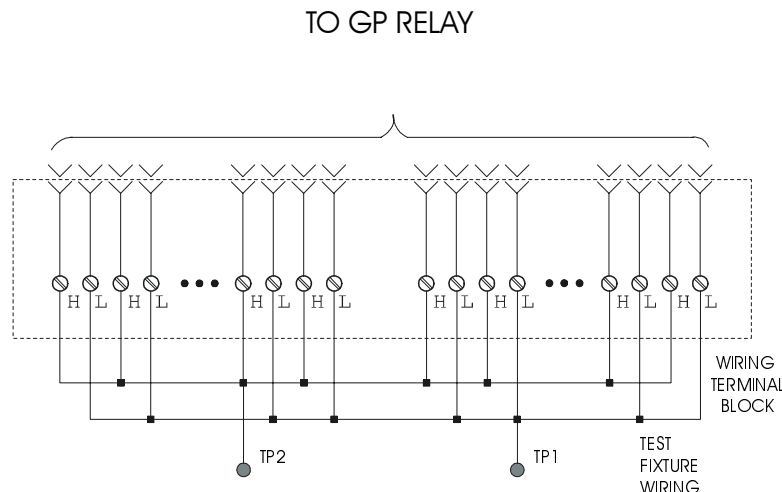 TO GP RELAY
H L H L H L H L H L H L H L H L
WIRING
TERMINAL
BLOCK
TP2
TP1
TEST
FIXTURE
WIRING